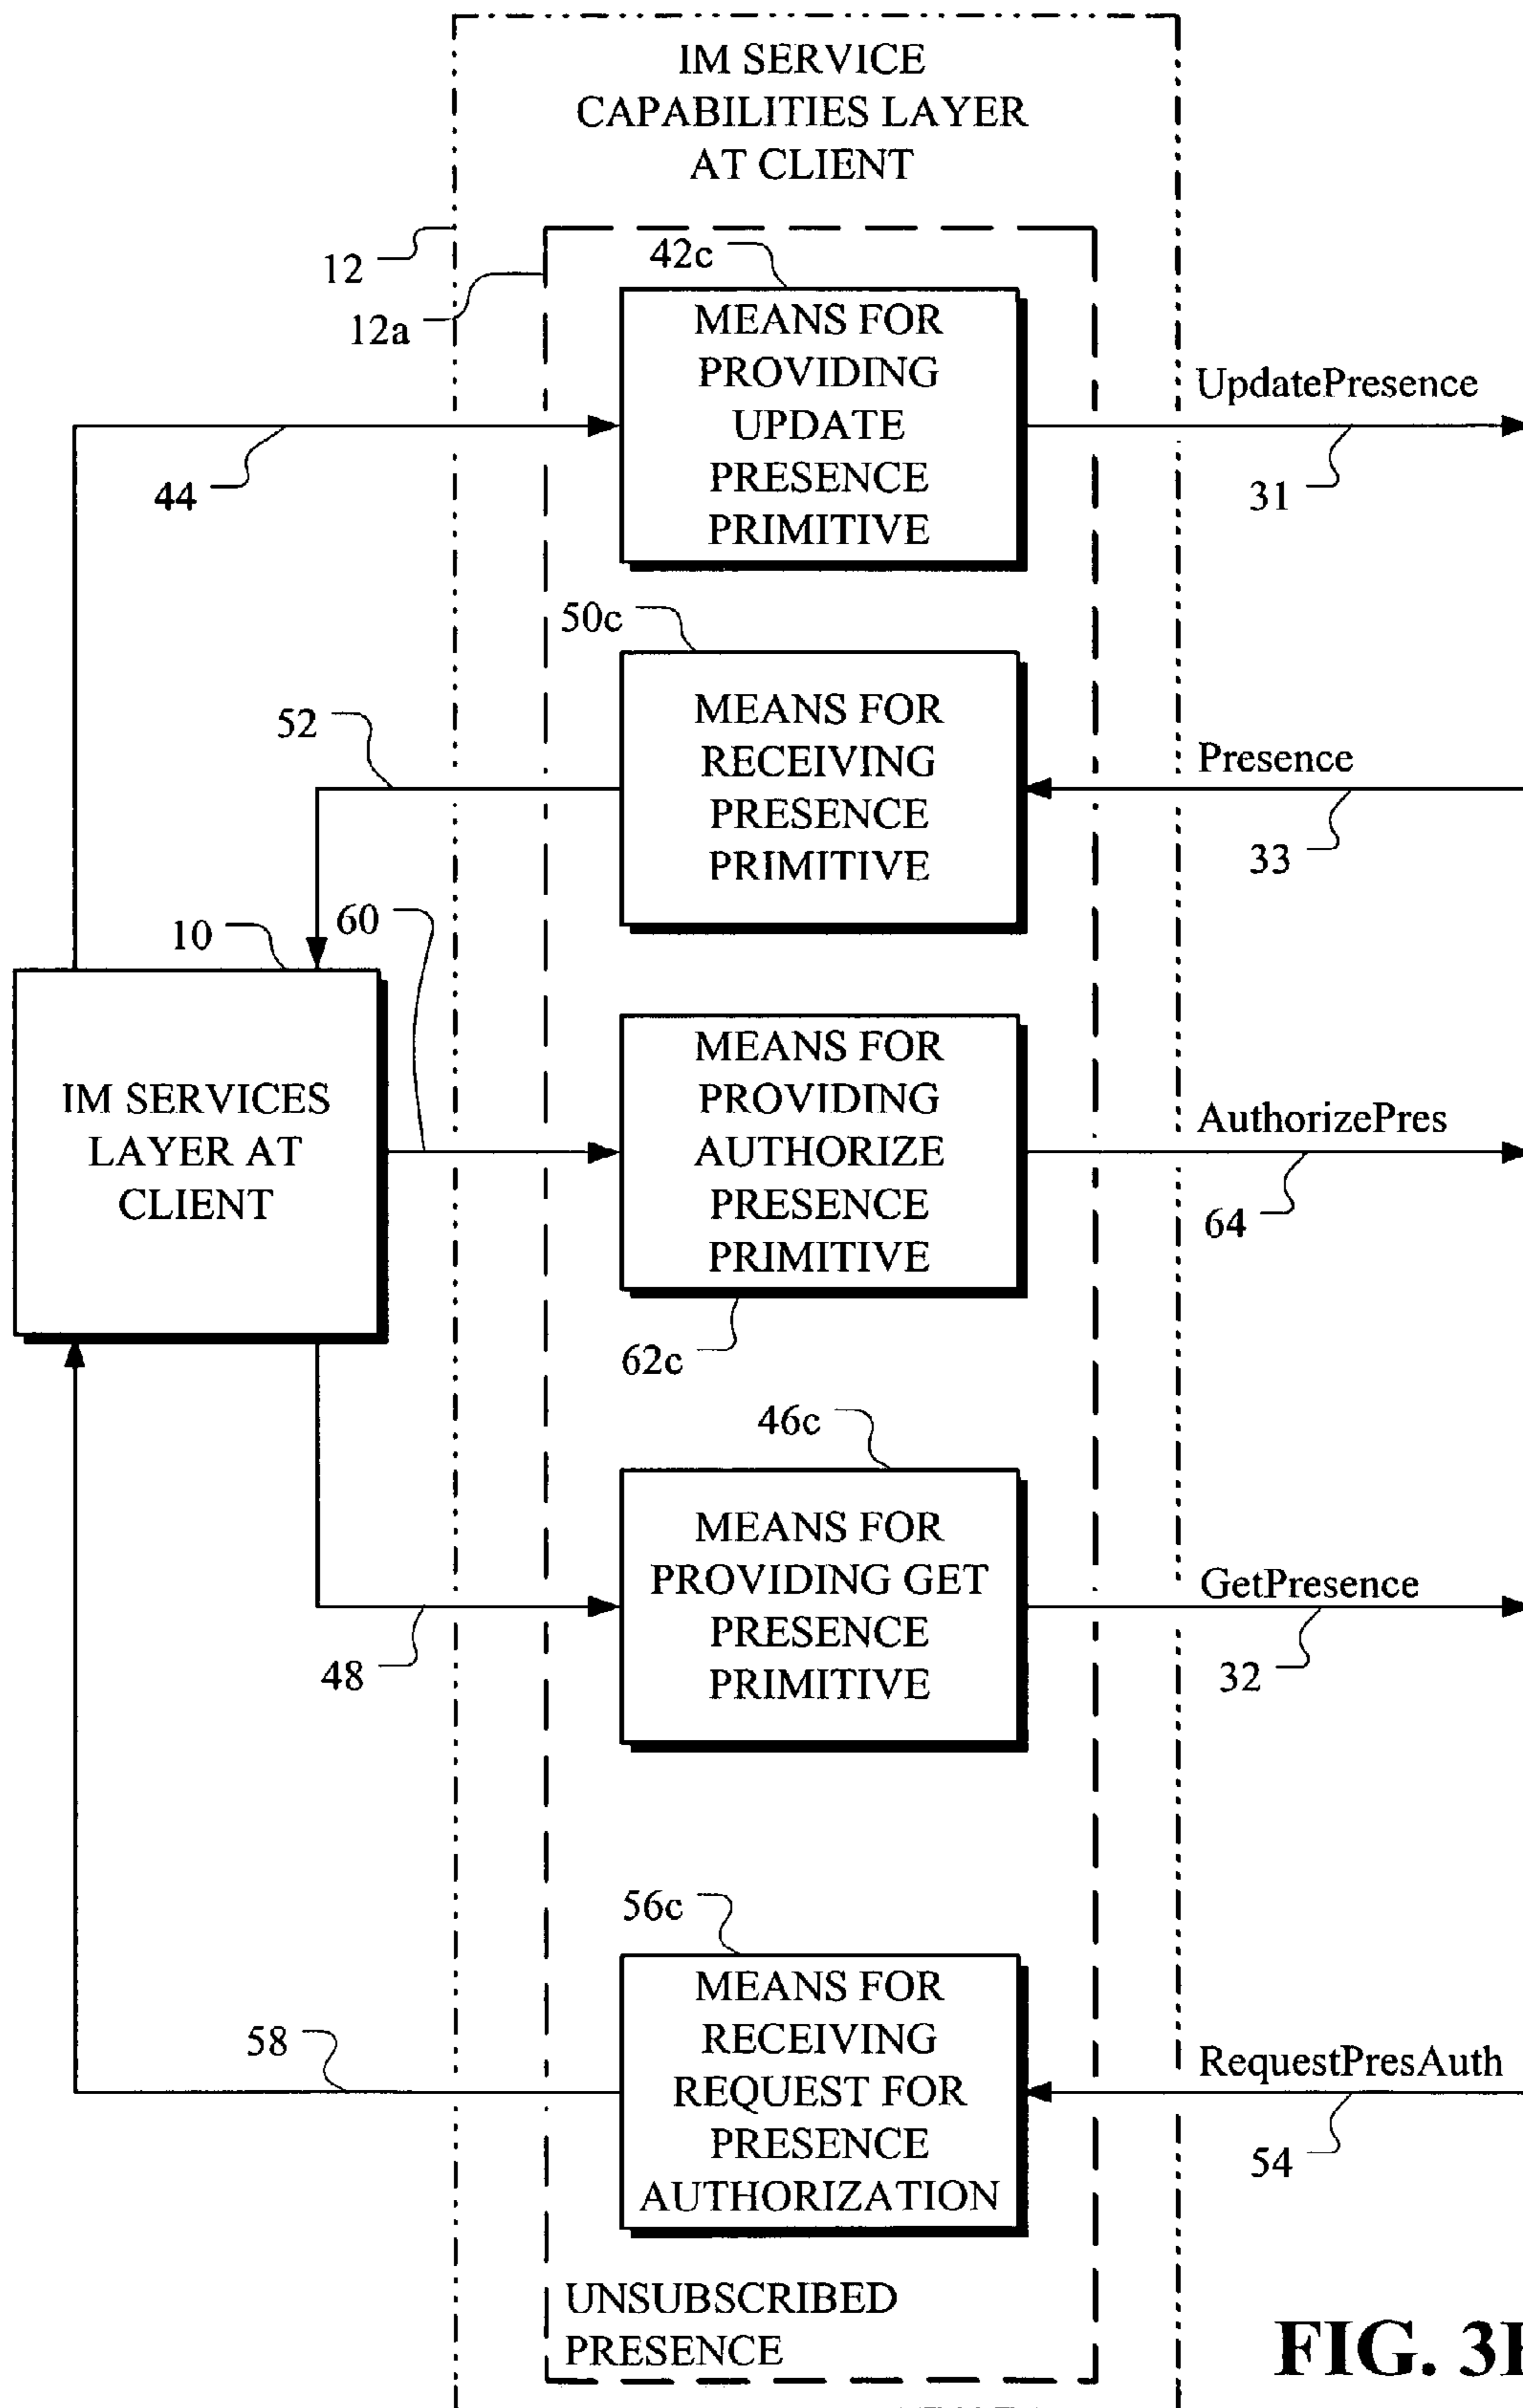 IM SERVICE
CAPABILITIES LAYER
AT CLIENT
12
12a
42c
MEANS FOR
PROVIDING
UPDATE
PRESENCE
PRIMITIVE
UpdatePresence
44
31
50c
52
MEANS FOR
RECEIVING
PRESENCE
PRIMITIVE
Presence
33
10
60
IM SERVICES
LAYER AT
CLIENT
MEANS FOR
PROVIDING
AUTHORIZE
PRESENCE
PRIMITIVE
AuthorizePres
64
62c
46c
MEANS FOR
PROVIDING GET
PRESENCE
PRIMITIVE
GetPresence
48
32
56c
58
MEANS FOR
RECEIVING
REQUEST FOR
PRESENCE
AUTHORIZATION
RequestPresAuth
54
UNSUBSCRIBED
PRESENCE
FIG.